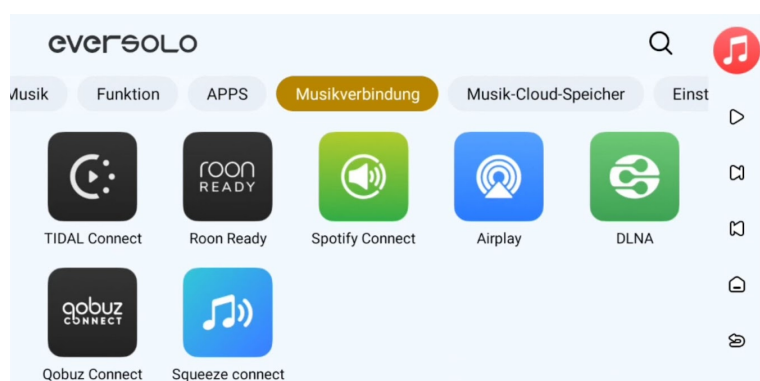 eversolo
Musik Funktion APPS Musikverbindung Musik-Cloud-Speicher Einst
roon
READY
TIDAL Connect Roon Ready Spotify Connect Airplay DLNA
qobuz
CONNECT
Qobuz Connect Squeeze connect